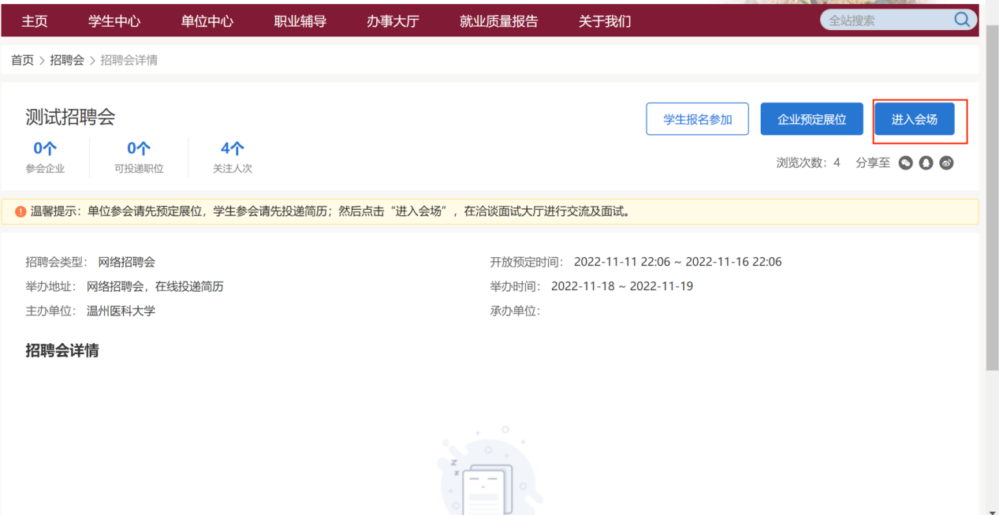 主页 学生中心 单位中心 职业辅导 办事大厅 就业质量报告 关于我们 全站搜索
首页 > 招聘会 > 招聘会详情
测试招聘会 学生报名参加 企业预定展位 进入会场
0个 0个 4个
参会企业 可投递职位 关注人次
浏览次数：4 分享至
温馨提示：单位参会请先预定展位，学生参会请先投递简历；然后点击“进入会场”，在洽谈面试大厅进行交流及面试。
招聘会类型： 网络招聘会 开放预定时间： 2022-11-11 22:06 ~ 2022-11-16 22:06
举办地址： 网络招聘会，在线投递简历 举办时间： 2022-11-18 ~ 2022-11-19
主办单位： 温州医科大学 承办单位：
招聘会详情
z
z